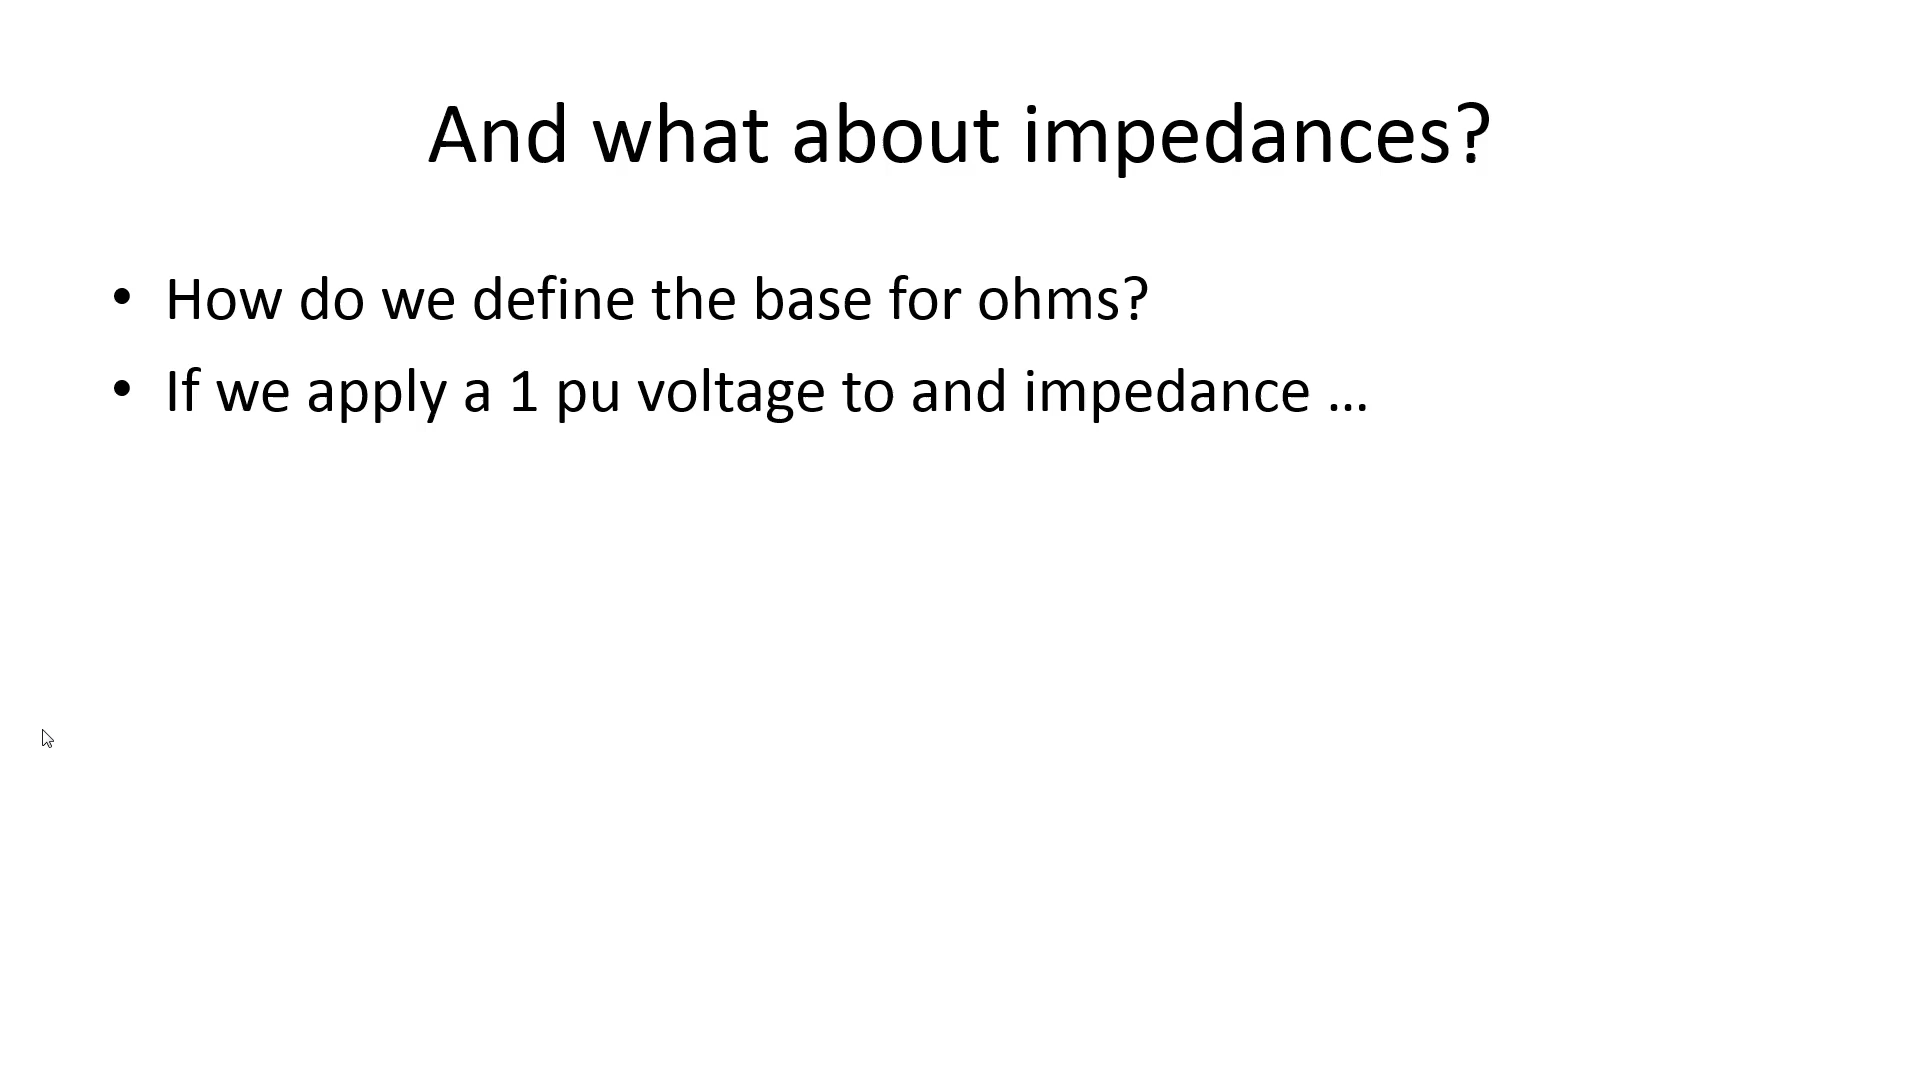 And what about impedances?
• How do we define the base for ohms?
• If we apply a 1 pu voltage to and impedance …